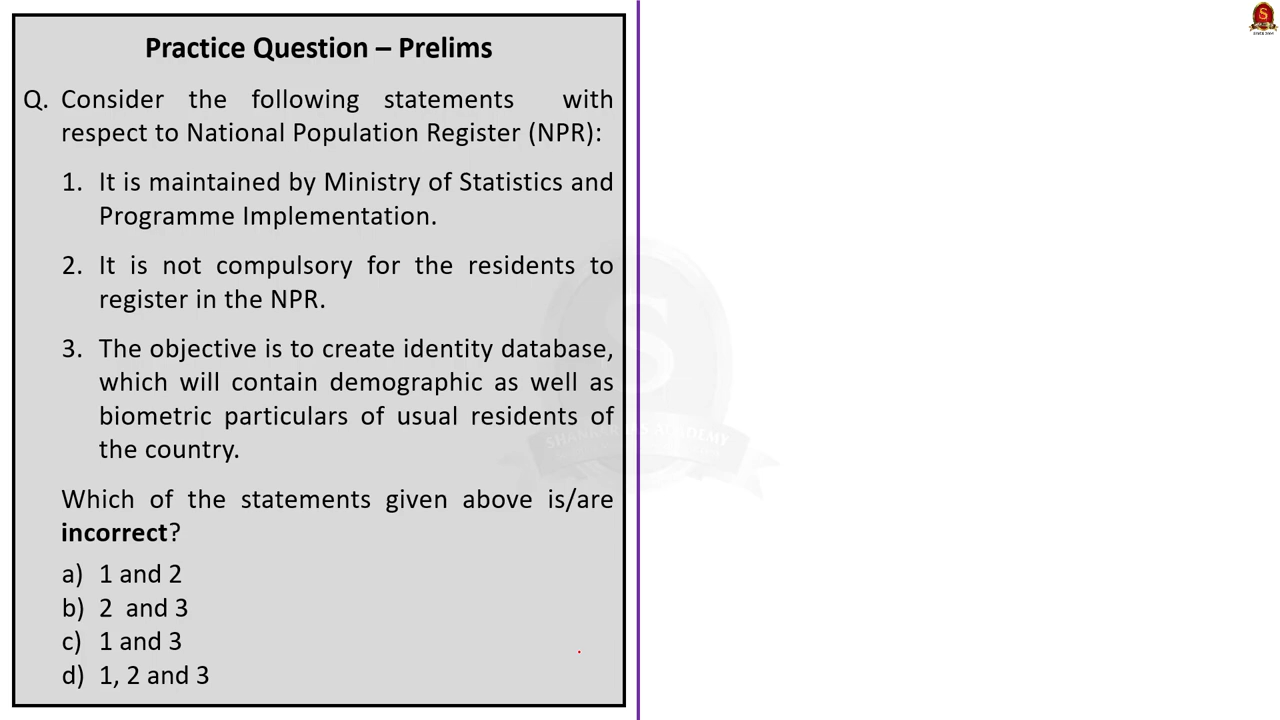 Practice Question – Prelims
Q. Consider the following statements with
respect to National Population Register (NPR):
1. It is maintained by Ministry of Statistics and
Programme Implementation.
2. It is not compulsory for the residents to
register in the NPR.
3. The objective is to create identity database,
which will contain demographic as well as
biometric particulars of usual residents of
the country.
Which of the statements given above is/are
incorrect?
a) 1 and 2
b) 2 and 3
c) 1 and 3
d) 1, 2 and 3
S